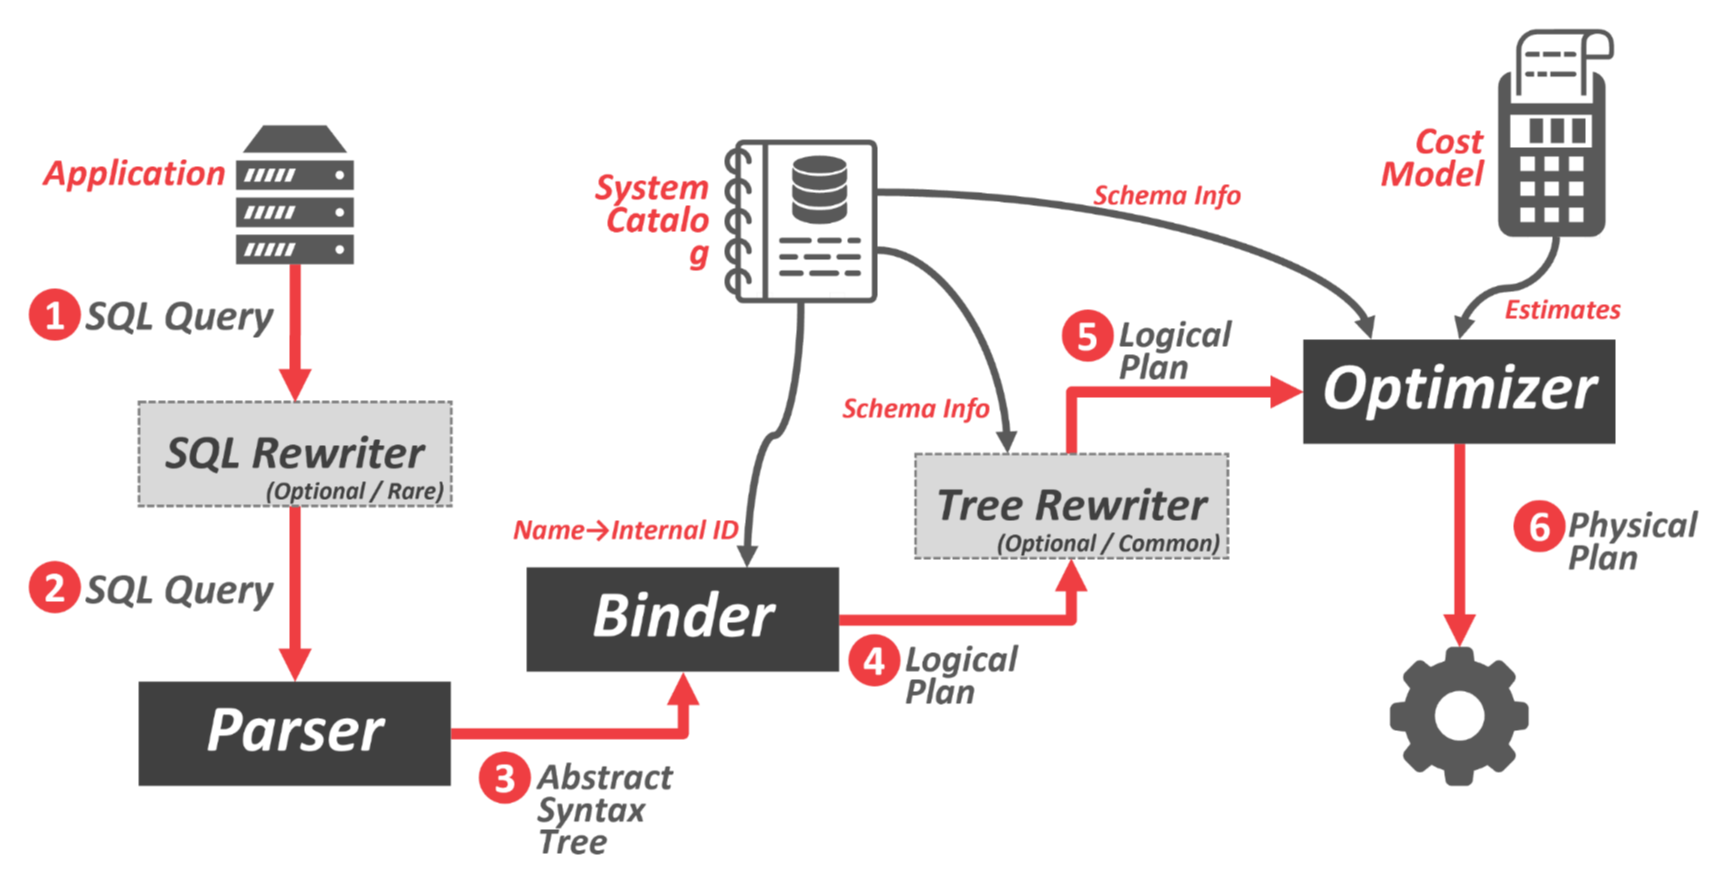 Application
1 SQL Query
SQL Rewriter
(Optional / Rare)
2 SQL Query
Parser
3 Abstract
Syntax
Tree
System
Catalo
g
Name→Internal ID
Binder
4 Logical
Plan
Schema Info
Schema Info
Tree Rewriter
(Optional / Common)
5 Logical
Plan
Cost
Model
Estimates
Optimizer
6 Physical
Plan